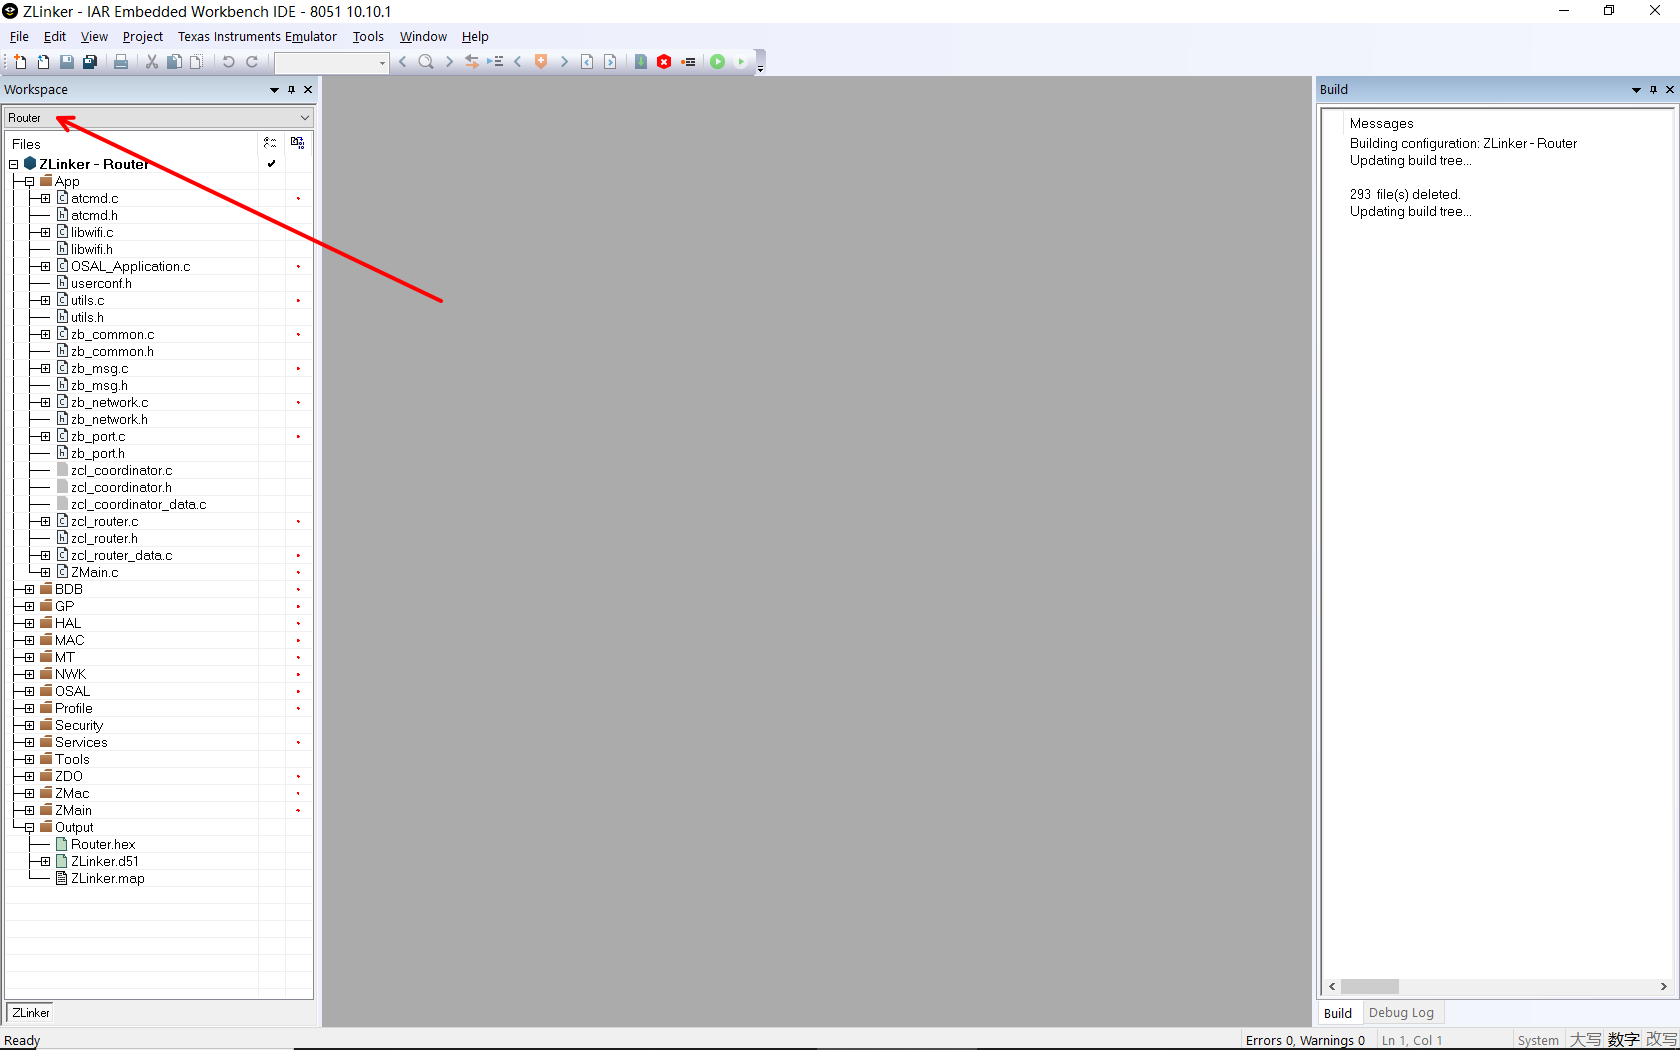 ZLinker - IAR Embedded Workbench IDE - 8051 10.10.1
File Edit View Project Texas Instruments Emulator Tools Window Help
Workspace
Router
Files
ZLinker - Router
App
atcmd.c
atcmd.h
libwifi.c
libwifi.h
OSAL_Application.c
userconf.h
utils.c
utils.h
zb_common.c
zb_common.h
zb_msg.c
zb_msg.h
zb_network.c
zb_network.h
zb_port.c
zb_port.h
zcl_coordinator.c
zcl_coordinator.h
zcl_coordinator_data.c
zcl_router.c
zcl_router.h
zcl_router_data.c
ZMain.c
BDB
GP
HAL
MAC
MT
NWK
OSAL
Profile
Security
Services
Tools
ZDO
ZMac
ZMain
Output
Router.hex
ZLinker.d51
ZLinker.map
ZLinker
Build
Messages
Building configuration: ZLinker - Router
Updating build tree...
293 file(s) deleted.
Updating build tree...
Build Debug Log
Ready Errors 0, Warnings 0 Ln 1, Col 1 System 大写 数字 改写